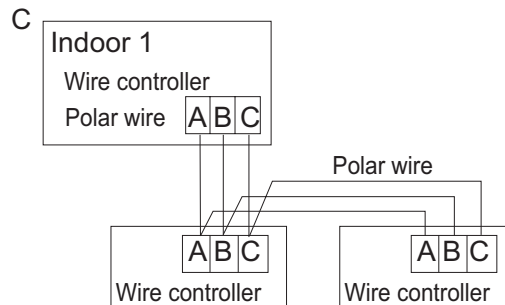 C
Indoor 1
Wire controller
Polar wire A B C
Polar wire
A B C A B C
Wire controller Wire controller